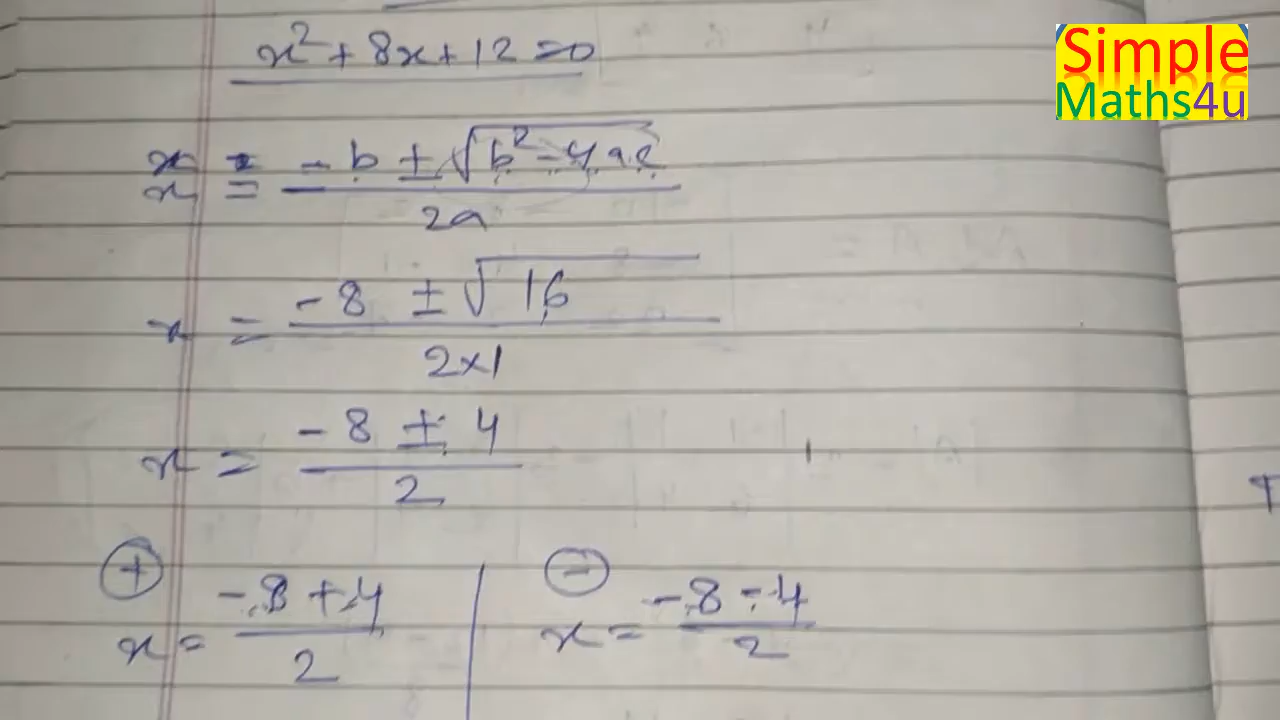 x² + 8x + 12 = 0
Simple
Maths4u
x =
x = -b ± √b² - 4ac
2a
x = -8 ± √16
2×1
x = -8 ± 4
2
+
-
x = -8 + 4
2
x = -8 - 4
2